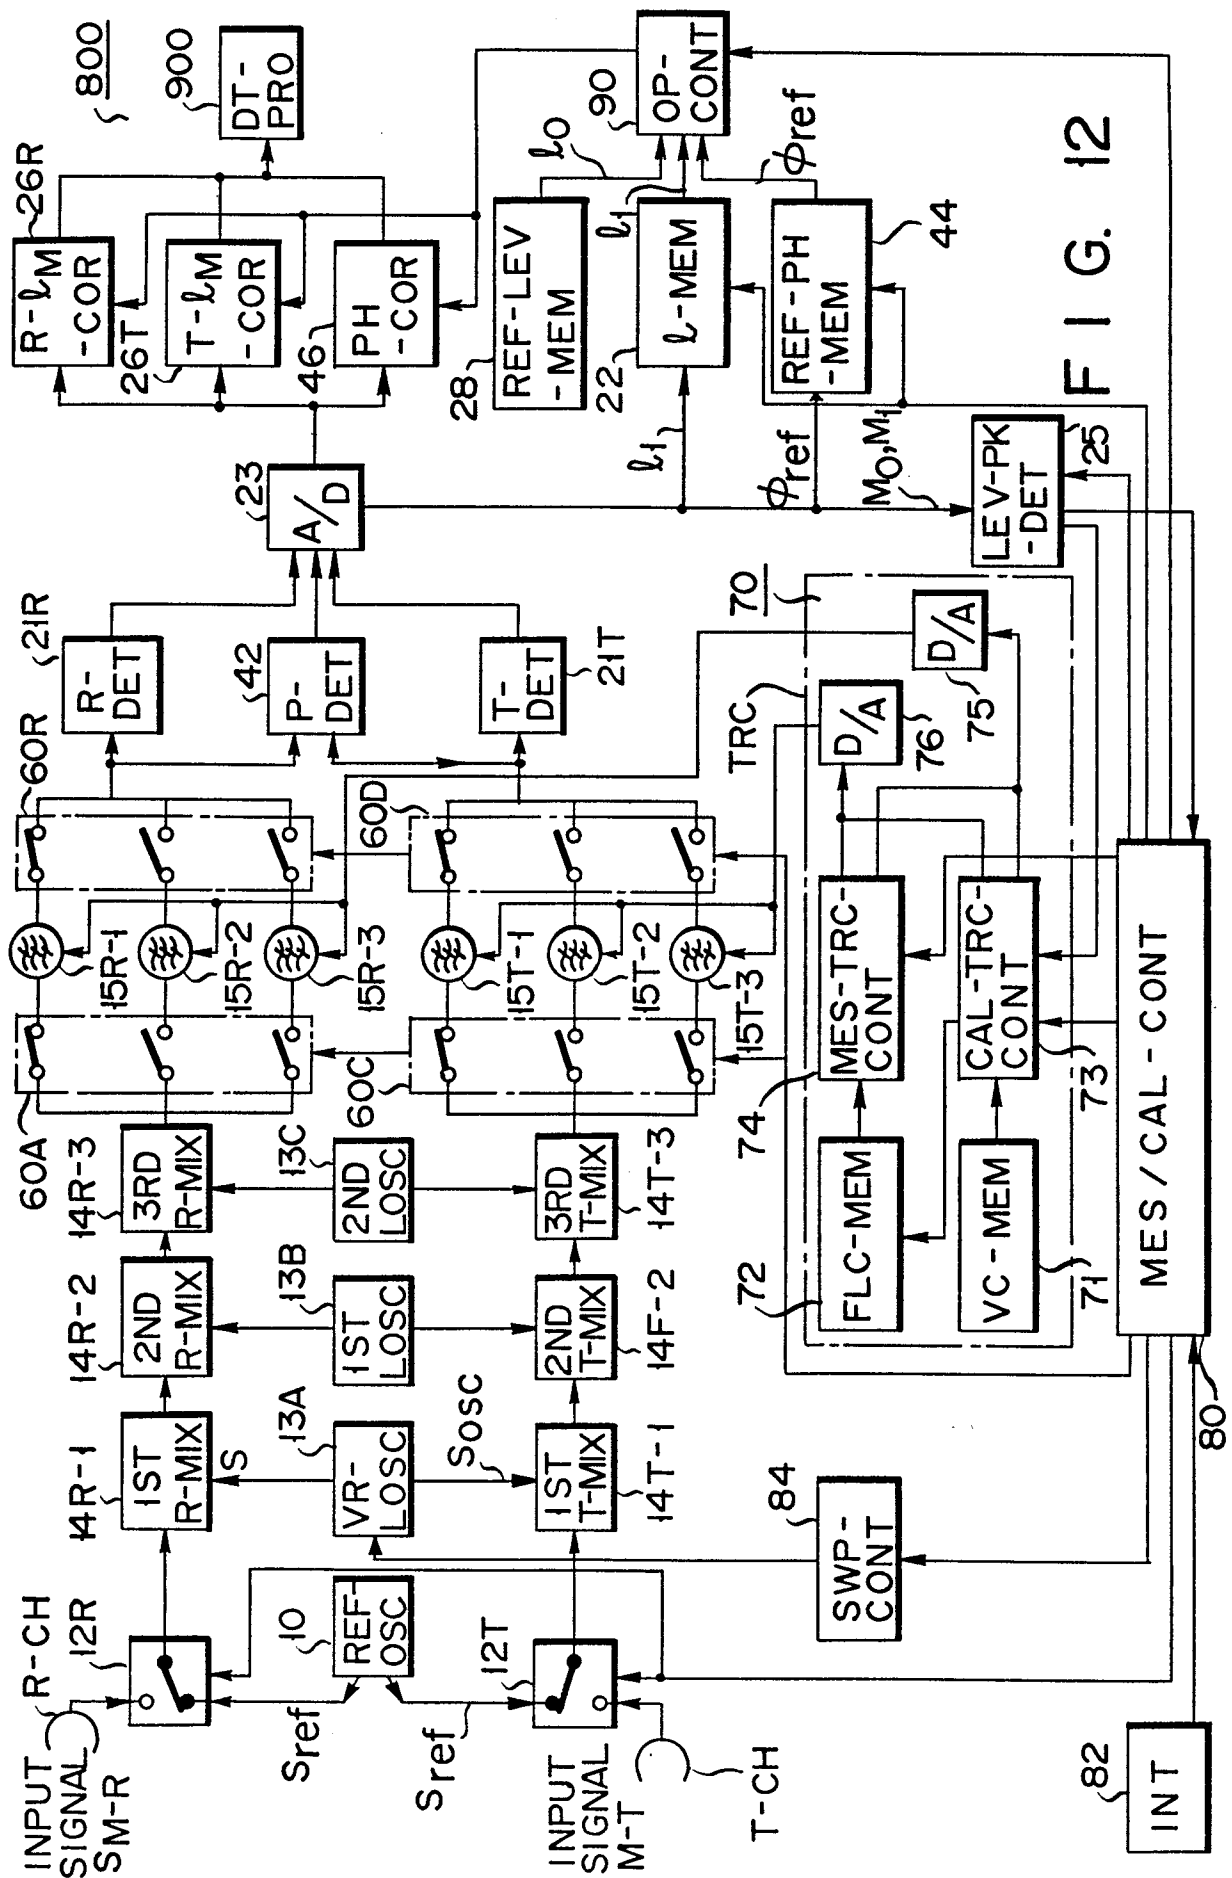 800
INPUT
SIGNAL
SM-R
R-CH
12R
Sref
10
REF-
OSC
Sref
12T
INPUT
SIGNAL
M-T
T-CH
14R-1
1ST
R-MIX
S
13A
VR-
LOSC
SOSC
1ST
T-MIX
14T-1
14R-2
2ND
R-MIX
13B
1ST
LOSC
2ND
T-MIX
14F-2
14R-3
3RD
R-MIX
13C
2ND
LOSC
3RD
T-MIX
14T-3
60A
15R-1
15R-2
15R-3
60R
60C
15T-1
15T-2
15T-3
60D
21R
R-
DET
42
P-
DET
T-
DET
21T
23
A/D
26R
R-ℓM
-COR
26T
T-ℓM
-COR
46
PH
-COR
900
DT-
PRO
28
REF-LEV
-MEM
ℓ0
22
ℓ-MEM
ℓ1
ℓ1
REF-PH
-MEM
44
ϕref
ϕref
90
OP-
CONT
M0,M1
LEV-PK
-DET
25
70
TRC
D/A
76
D/A
75
74
MES-TRC-
CONT
CAL-TRC-
CONT
73
72
FLC-MEM
VC-MEM
71
84
SWP-
CONT
82
INT
80
MES/CAL-CONT
FIG. 12